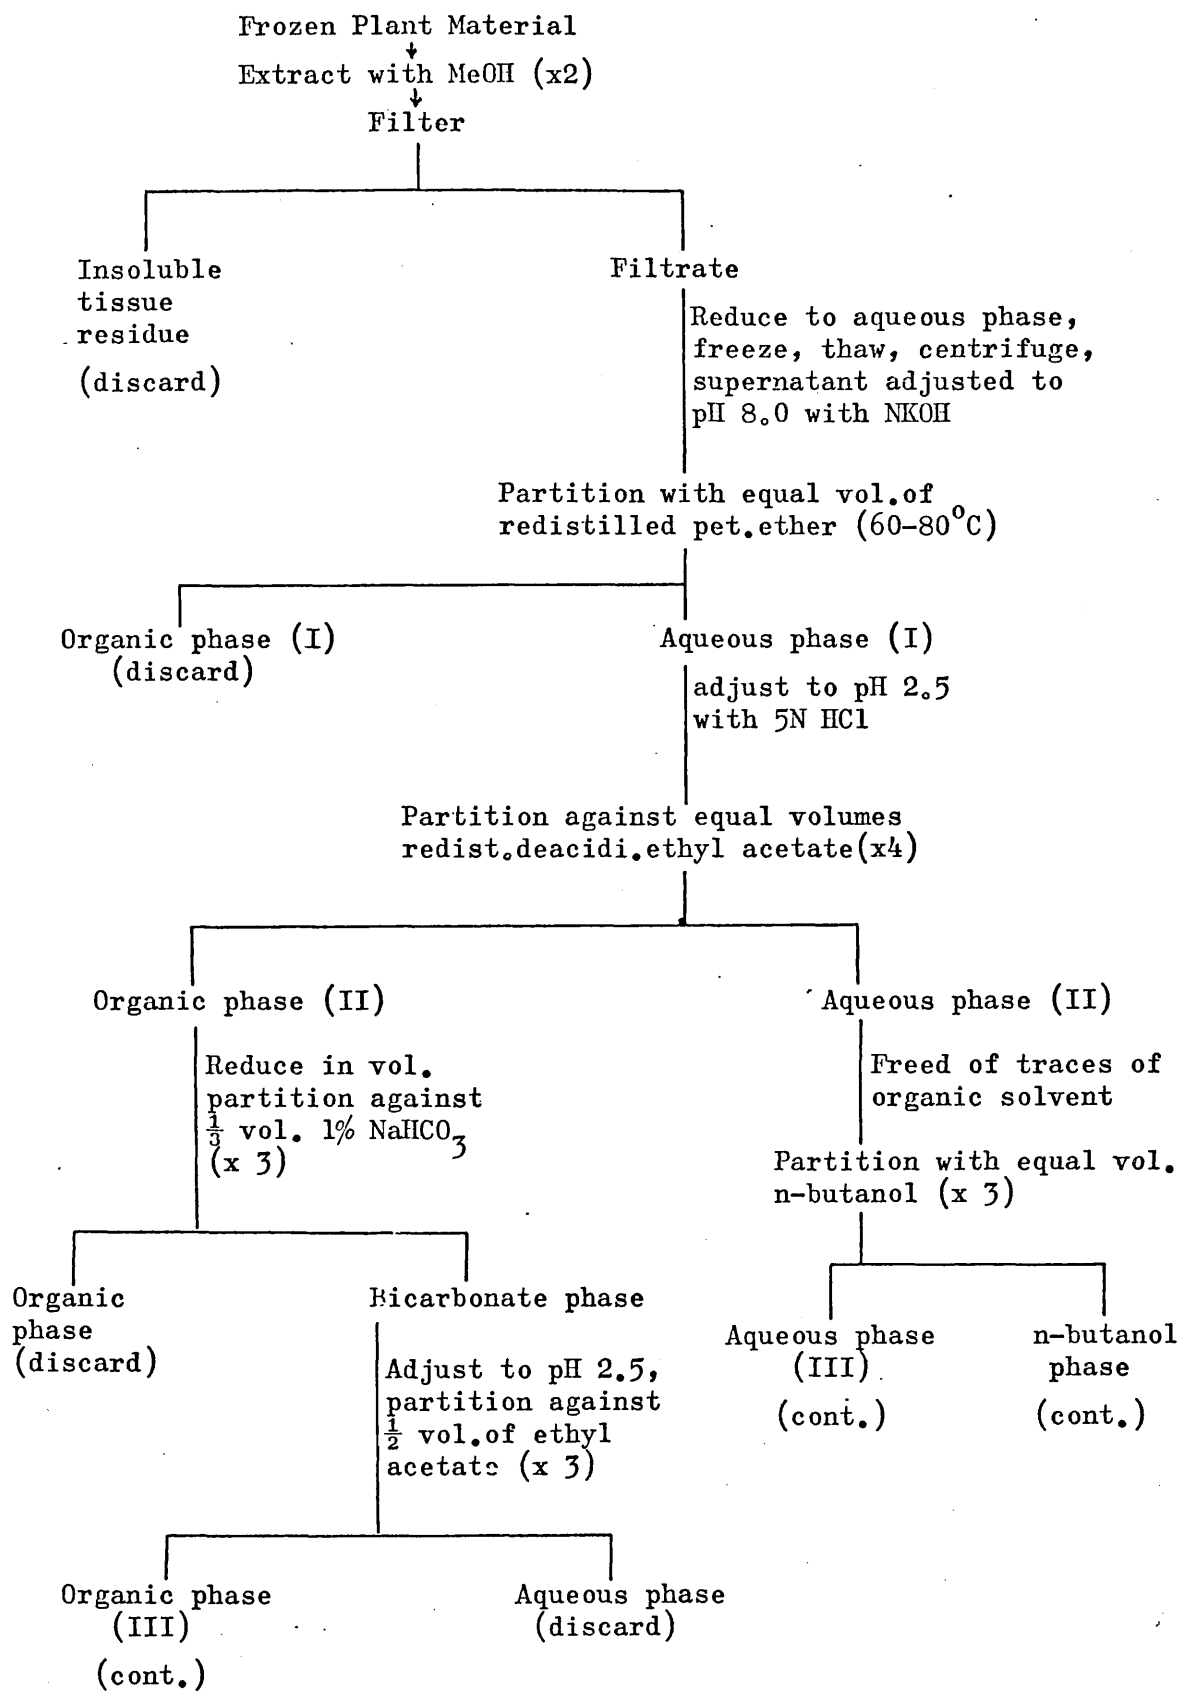 Frozen Plant Material
Extract with MeOH (x2)
Filter
Insoluble
tissue
residue
(discard)
Filtrate
Reduce to aqueous phase,
freeze, thaw, centrifuge,
supernatant adjusted to
pH 8.0 with NKOH
Partition with equal vol.of
redistilled pet.ether (60-80°C)
Organic phase (I)
(discard)
Aqueous phase (I)
adjust to pH 2.5
with 5N HCl
Partition against equal volumes
redist.deacidi.ethyl acetate(x4)
Organic phase (II)
Reduce in vol.
partition against
1/3 vol. 1% NaHCO₃
(x 3)
Aqueous phase (II)
Freed of traces of
organic solvent
Partition with equal vol.
n-butanol (x 3)
Organic
phase
(discard)
Bicarbonate phase
Adjust to pH 2.5,
partition against
1/2 vol.of ethyl
acetate (x 3)
Aqueous phase
(III)
(cont.)
n-butanol
phase
(cont.)
Organic phase
(III)
(cont.)
Aqueous phase
(discard)